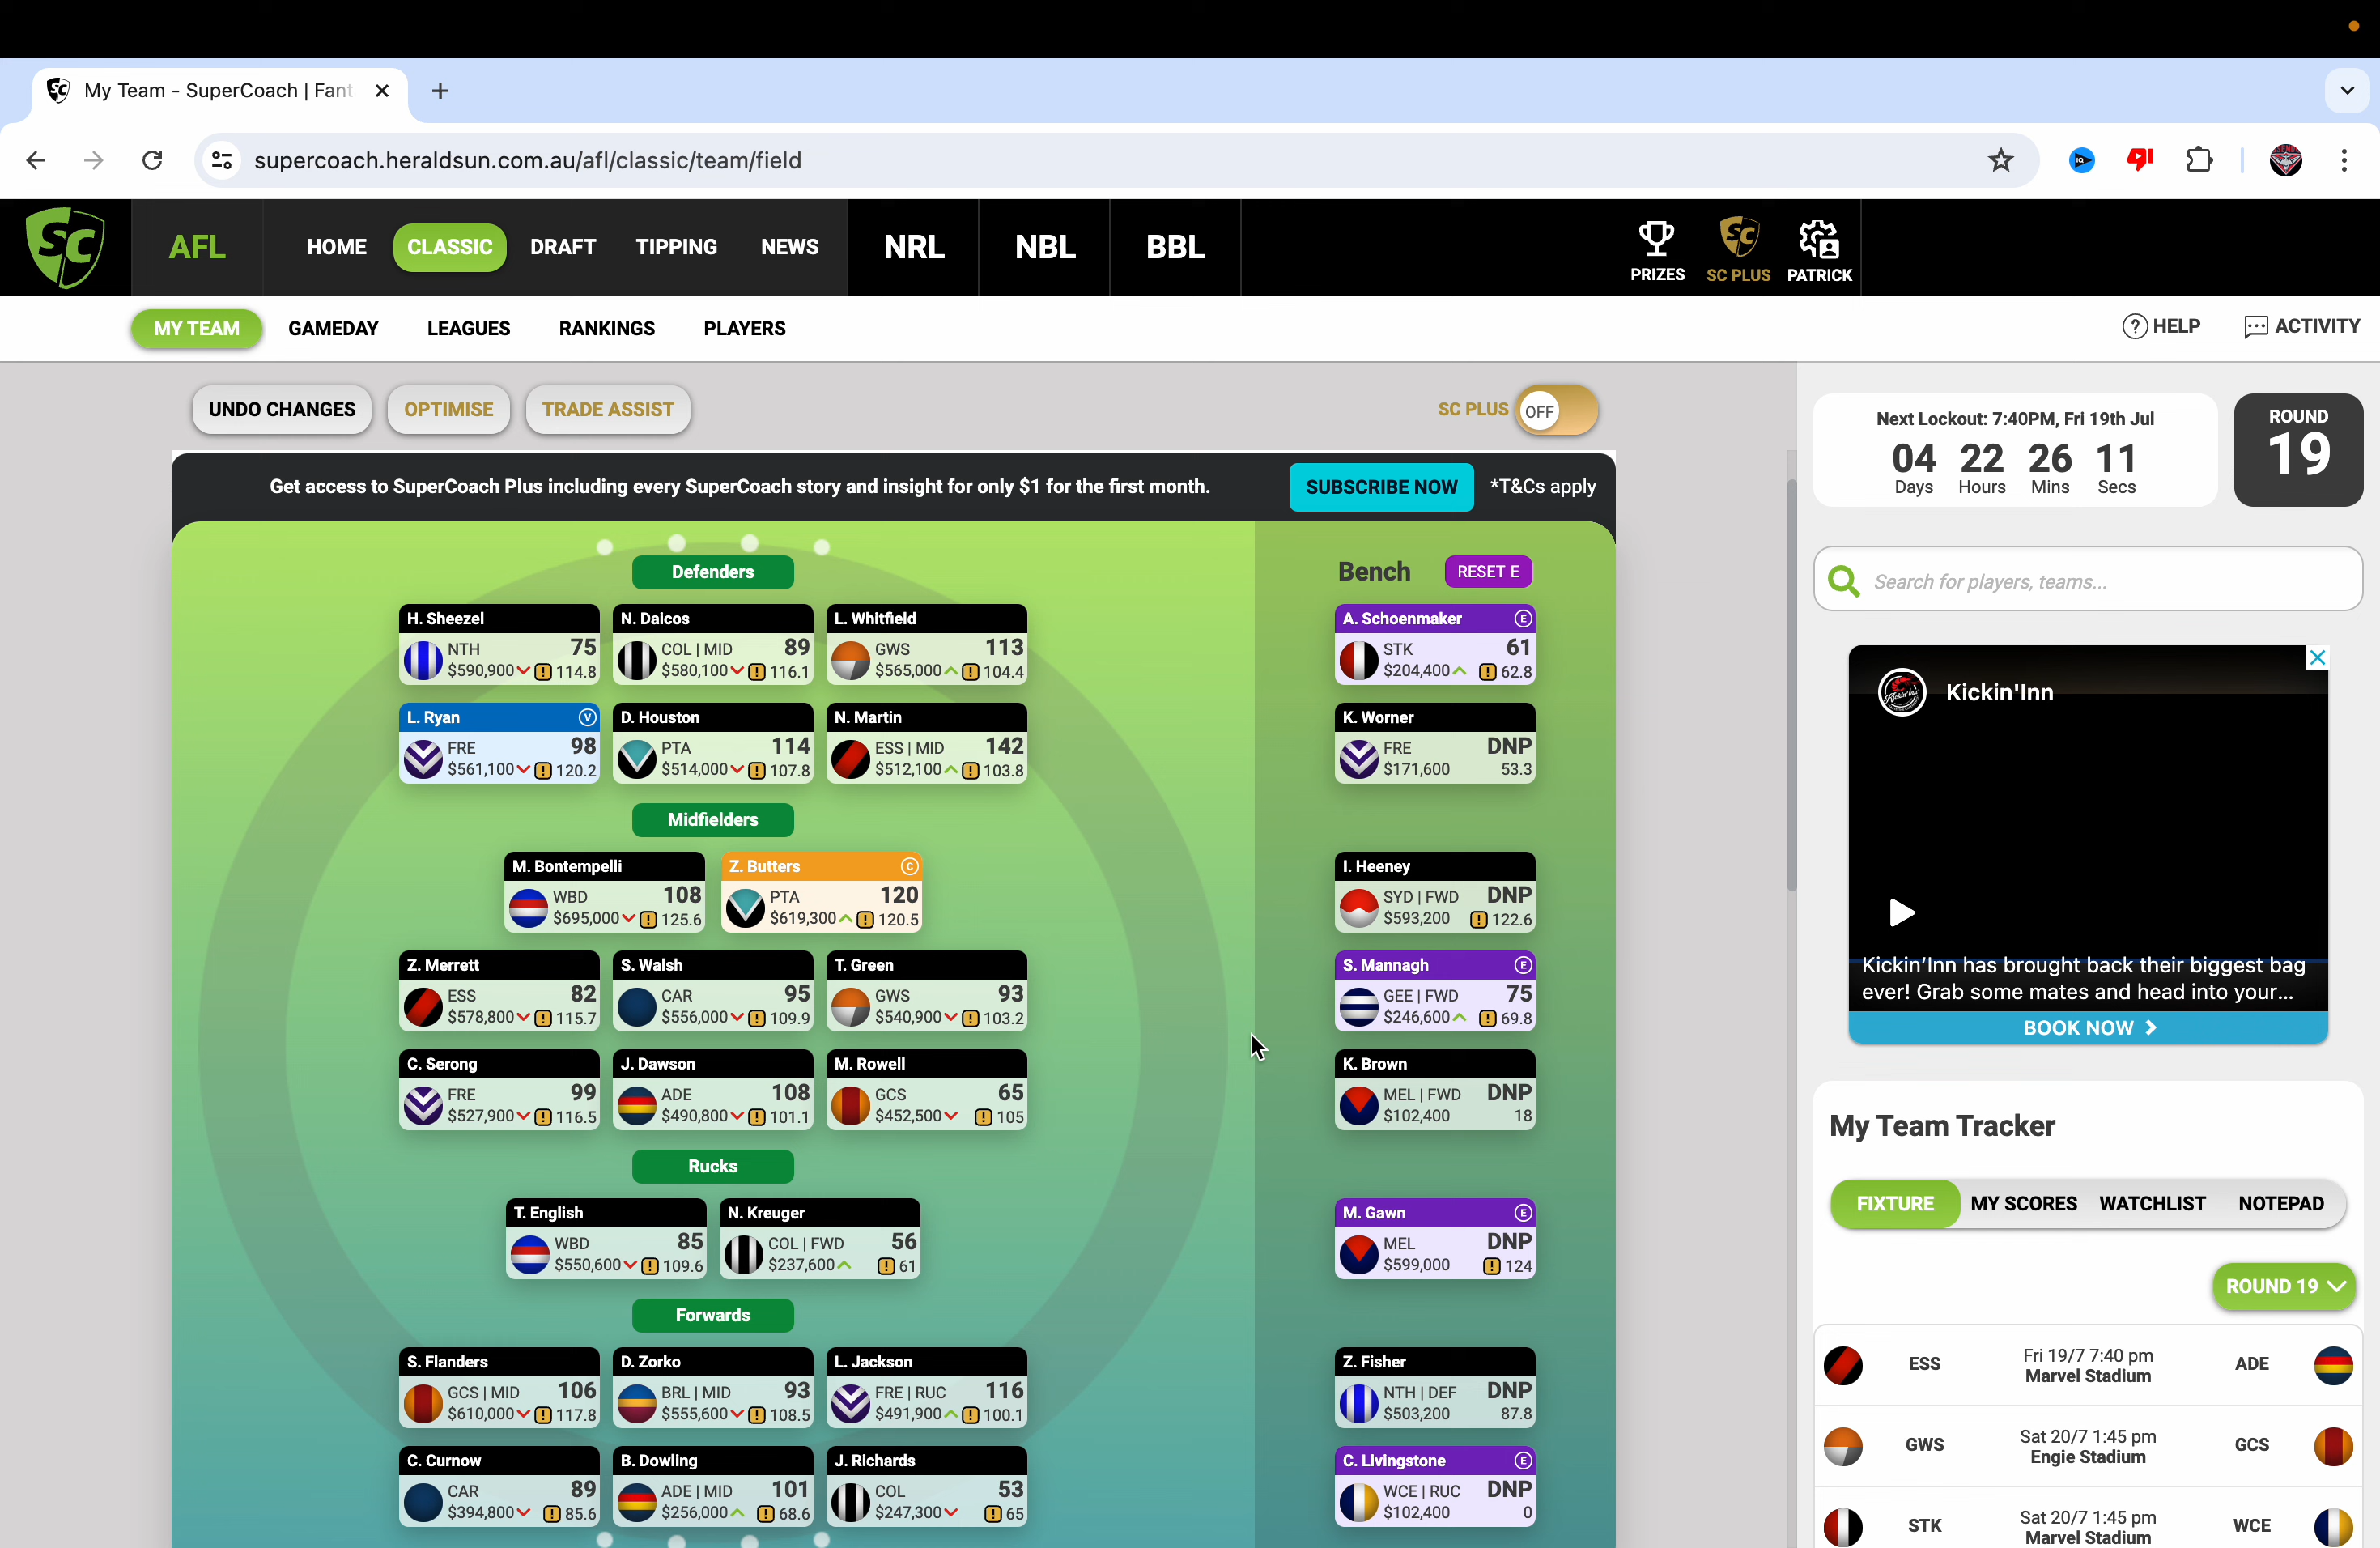 My Team - SuperCoach | Fant
supercoach.heraldsun.com.au/afl/classic/team/field
SC AFL HOME CLASSIC DRAFT TIPPING NEWS NRL NBL BBL PRIZES SC PLUS PATRICK
MY TEAM GAMEDAY LEAGUES RANKINGS PLAYERS ? HELP ACTIVITY
UNDO CHANGES OPTIMISE TRADE ASSIST SC PLUS OFF
Get access to SuperCoach Plus including every SuperCoach story and insight for only $1 for the first month. SUBSCRIBE NOW *T&Cs apply
Defenders
H. Sheezel N. Daicos L. Whitfield
NTH 75 COL | MID 89 GWS 113
$590,900 ! 114.8 $580,100 ! 116.1 $565,000 ! 104.4
L. Ryan V D. Houston N. Martin
FRE 98 PTA 114 ESS | MID 142
$561,100 ! 120.2 $514,000 ! 107.8 $512,100 ! 103.8
Midfielders
M. Bontempelli Z. Butters C
WBD 108 PTA 120
$695,000 ! 125.6 $619,300 ! 120.5
Z. Merrett S. Walsh T. Green
ESS 82 CAR 95 GWS 93
$578,800 ! 115.7 $556,000 ! 109.9 $540,900 ! 103.2
C. Serong J. Dawson M. Rowell
FRE 99 ADE 108 GCS 65
$527,900 ! 116.5 $490,800 ! 101.1 $452,500 ! 105
Rucks
T. English N. Kreuger
WBD 85 COL | FWD 56
$550,600 ! 109.6 $237,600 ! 61
Forwards
S. Flanders D. Zorko L. Jackson
GCS | MID 106 BRL | MID 93 FRE | RUC 116
$610,000 ! 117.8 $555,600 ! 108.5 $491,900 ! 100.1
C. Curnow B. Dowling J. Richards
CAR 89 ADE | MID 101 COL 53
$394,800 ! 85.6 $256,000 ! 68.6 $247,300 ! 65
Bench RESET E
A. Schoenmaker E
STK 61
$204,400 ! 62.8
K. Worner
FRE DNP
$171,600 53.3
I. Heeney
SYD | FWD DNP
$593,200 ! 122.6
S. Mannagh E
GEE | FWD 75
$246,600 ! 69.8
K. Brown
MEL | FWD DNP
$102,400 18
M. Gawn E
MEL DNP
$599,000 ! 124
Z. Fisher
NTH | DEF DNP
$503,200 87.8
C. Livingstone E
WCE | RUC DNP
$102,400 0
Next Lockout: 7:40PM, Fri 19th Jul
04 22 26 11
Days Hours Mins Secs
ROUND
19
Search for players, teams...
Kickin'Inn
Kickin'Inn has brought back their biggest bag
ever! Grab some mates and head into your...
BOOK NOW
My Team Tracker
FIXTURE MY SCORES WATCHLIST NOTEPAD
ROUND 19
ESS Fri 19/7 7:40 pm ADE
Marvel Stadium
GWS Sat 20/7 1:45 pm GCS
Engie Stadium
STK Sat 20/7 1:45 pm WCE
Marvel Stadium